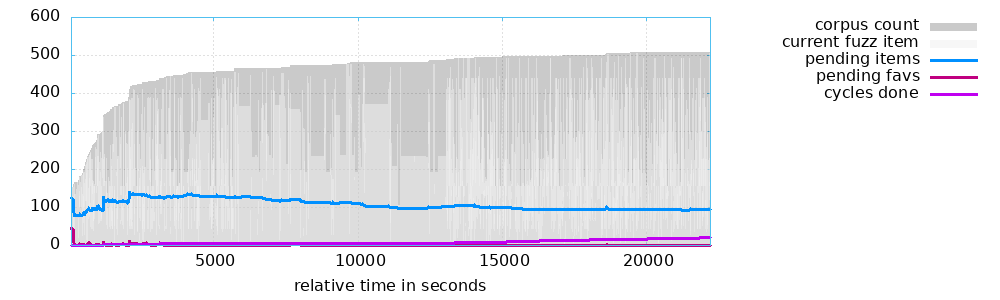 600
500
400
300
200
100
0
5000 10000 15000 20000
relative time in seconds
corpus count
current fuzz item
pending items
pending favs
cycles done